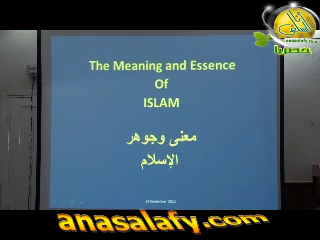 The Meaning and Essence
Of
ISLAM
معنى وجوهر
الإسلام
anasalafy.com